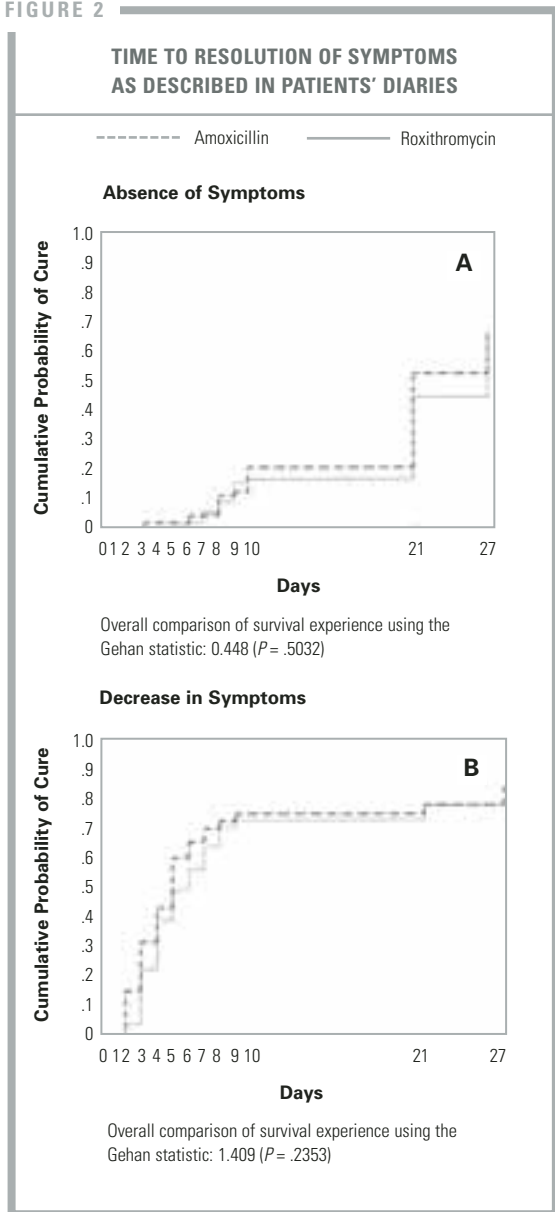 FIGURE 2
TIME TO RESOLUTION OF SYMPTOMS
AS DESCRIBED IN PATIENTS’ DIARIES
Amoxicillin Roxithromycin
Absence of Symptoms
Cumulative Probability of Cure
1.0
.9
.8
.7
.6
.5
.4
.3
.2
.1
0
A
0 1 2 3 4 5 6 7 8 9 10 21 27
Days
Overall comparison of survival experience using the
Gehan statistic: 0.448 (P = .5032)
Decrease in Symptoms
Cumulative Probability of Cure
1.0
.9
.8
.7
.6
.5
.4
.3
.2
.1
0
B
0 1 2 3 4 5 6 7 8 9 10 21 27
Days
Overall comparison of survival experience using the
Gehan statistic: 1.409 (P = .2353)